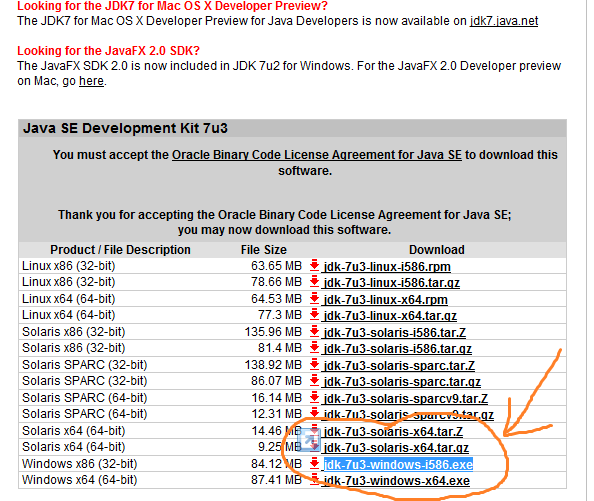 Looking for the JDK7 for Mac OS X Developer Preview?
The JDK7 for Mac OS X Developer Preview for Java Developers is now available on jdk7.java.net
Looking for the JavaFX 2.0 SDK?
The JavaFX SDK 2.0 is now included in JDK 7u2 for Windows. For the JavaFX 2.0 Developer preview
on Mac, go here.
Java SE Development Kit 7u3
You must accept the Oracle Binary Code License Agreement for Java SE to download this
software.
Thank you for accepting the Oracle Binary Code License Agreement for Java SE;
you may now download this software.
Product / File Description File Size Download
Linux x86 (32-bit) 63.65 MB jdk-7u3-linux-i586.rpm
Linux x86 (32-bit) 78.66 MB jdk-7u3-linux-i586.tar.gz
Linux x64 (64-bit) 64.53 MB jdk-7u3-linux-x64.rpm
Linux x64 (64-bit) 77.3 MB jdk-7u3-linux-x64.tar.gz
Solaris x86 (32-bit) 135.96 MB jdk-7u3-solaris-i586.tar.Z
Solaris x86 (32-bit) 81.4 MB jdk-7u3-solaris-i586.tar.gz
Solaris SPARC (32-bit) 138.92 MB jdk-7u3-solaris-sparc.tar.Z
Solaris SPARC (32-bit) 86.07 MB jdk-7u3-solaris-sparc.tar.gz
Solaris SPARC (64-bit) 16.14 MB jdk-7u3-solaris-sparcv9.tar.Z
Solaris SPARC (64-bit) 12.31 MB jdk-7u3-solaris-sparcv9.tar.gz
Solaris x64 (64-bit) 14.46 MB jdk-7u3-solaris-x64.tar.Z
Solaris x64 (64-bit) 9.25 MB jdk-7u3-solaris-x64.tar.gz
Windows x86 (32-bit) 84.12 MB jdk-7u3-windows-i586.exe
Windows x64 (64-bit) 87.41 MB jdk-7u3-windows-x64.exe